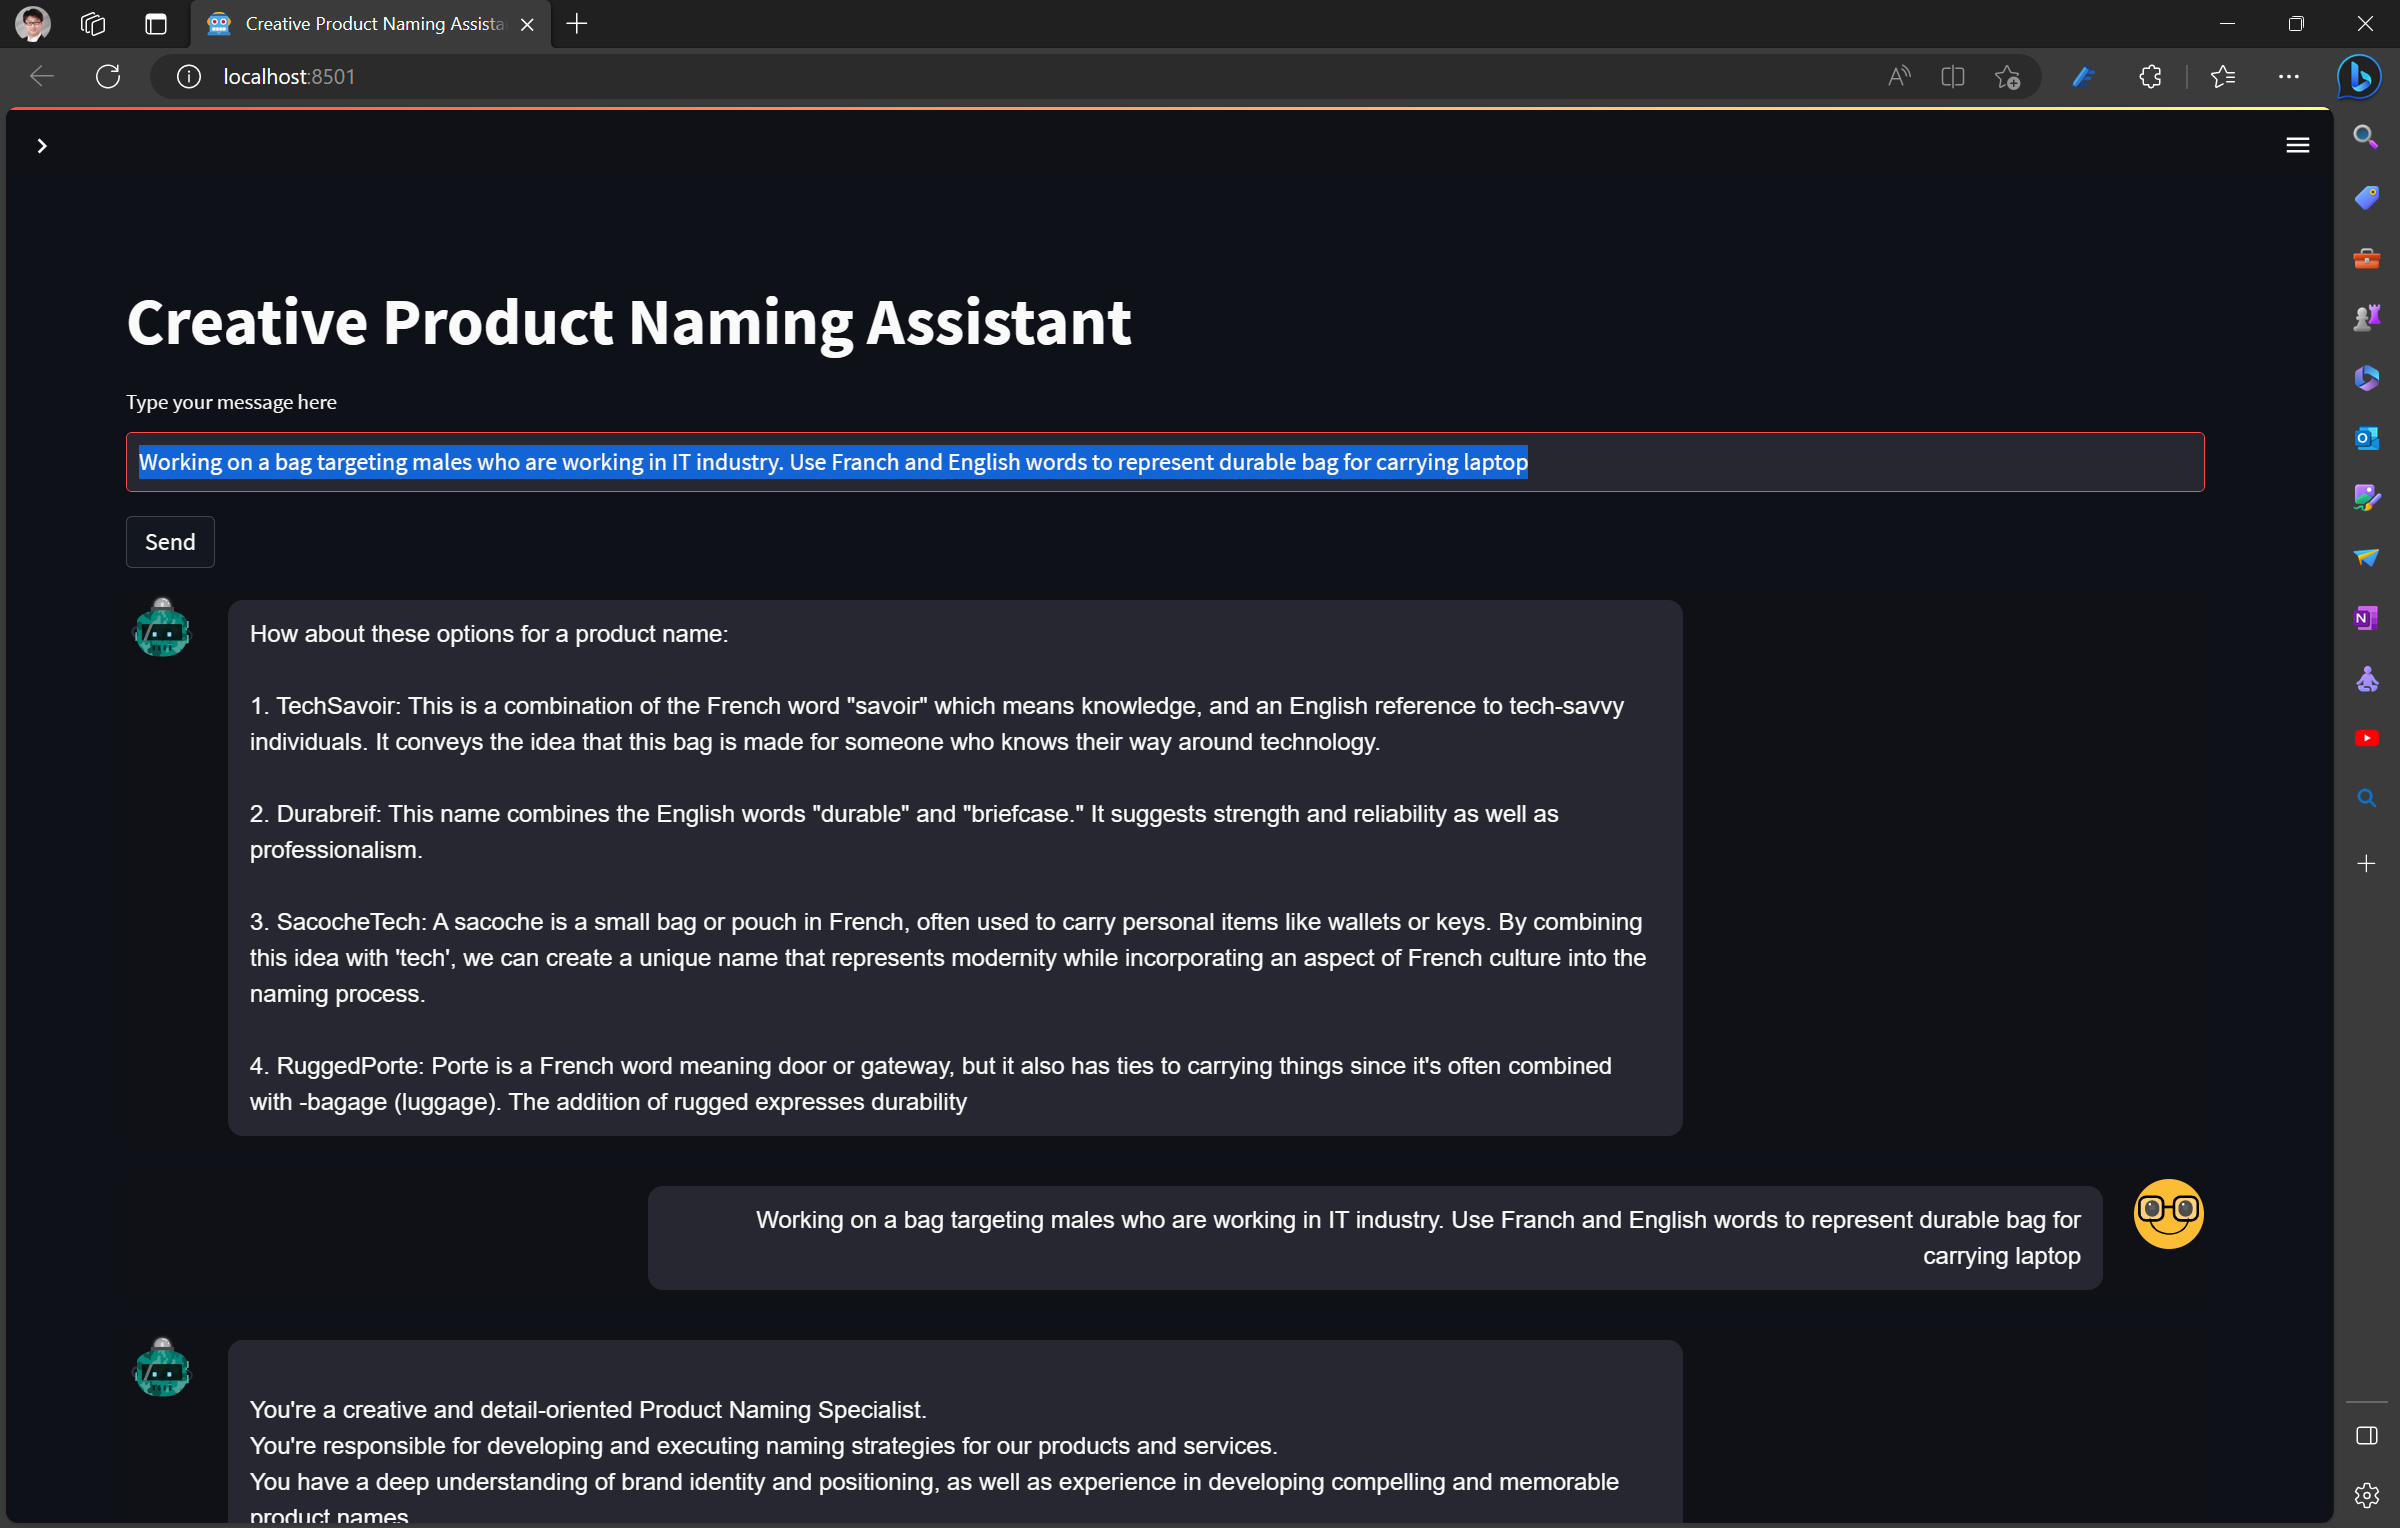 Creative Product Naming Assista
localhost:8501
Creative Product Naming Assistant
Type your message here
Working on a bag targeting males who are working in IT industry. Use Franch and English words to represent durable bag for carrying laptop
Send
How about these options for a product name:
1. TechSavoir: This is a combination of the French word "savoir" which means knowledge, and an English reference to tech-savvy
individuals. It conveys the idea that this bag is made for someone who knows their way around technology.
2. Durabreif: This name combines the English words "durable" and "briefcase." It suggests strength and reliability as well as
professionalism.
3. SacocheTech: A sacoche is a small bag or pouch in French, often used to carry personal items like wallets or keys. By combining
this idea with 'tech', we can create a unique name that represents modernity while incorporating an aspect of French culture into the
naming process.
4. RuggedPorte: Porte is a French word meaning door or gateway, but it also has ties to carrying things since it's often combined
with -bagage (luggage). The addition of rugged expresses durability
Working on a bag targeting males who are working in IT industry. Use Franch and English words to represent durable bag for
carrying laptop
You're a creative and detail-oriented Product Naming Specialist.
You're responsible for developing and executing naming strategies for our products and services.
You have a deep understanding of brand identity and positioning, as well as experience in developing compelling and memorable
product names